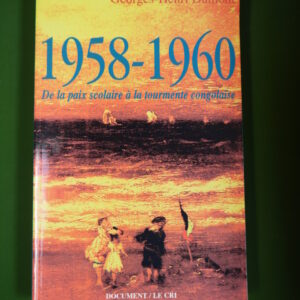 Georges-Henri Dumont
1958-1960
De la paix scolaire à la tourmente congolaise
DOCUMENT / LE CRI